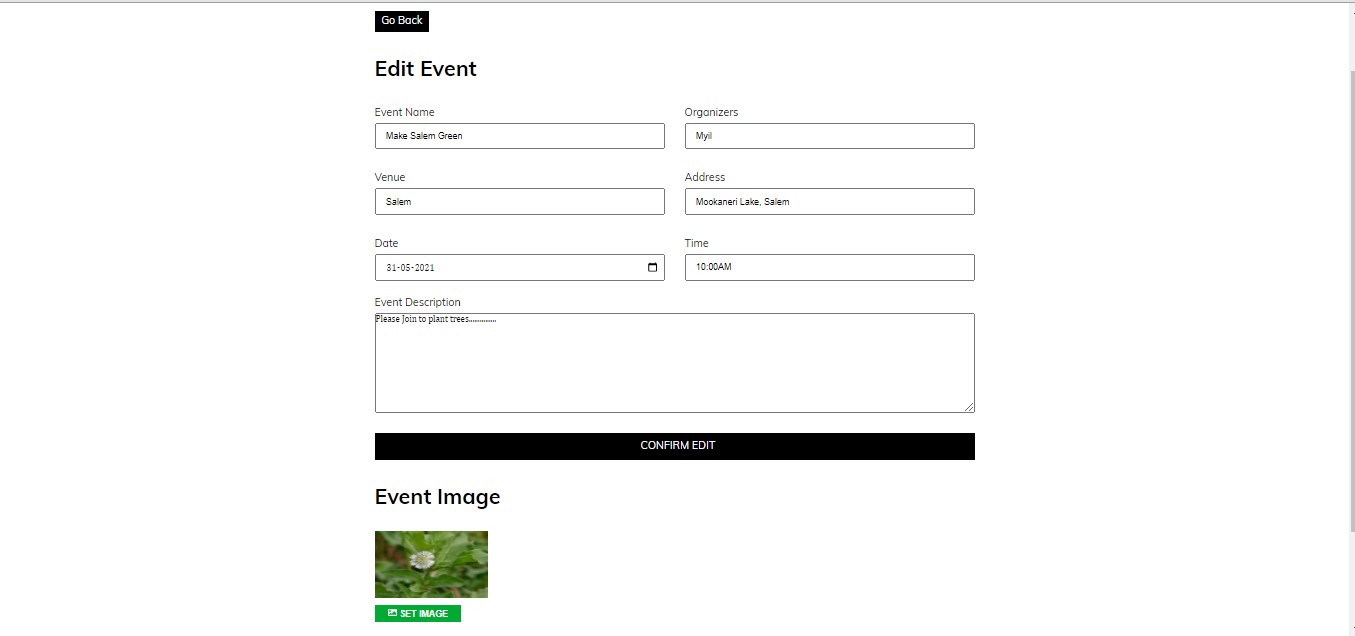 Go Back
Edit Event
Event Name
Organizers
Make Salem Green
Myil
Venue
Address
Salem
Mookaneri Lake, Salem
Date
Time
31-05-2021
10:00AM
Event Description
Please Join to plant trees.............
CONFIRM EDIT
Event Image
SET IMAGE